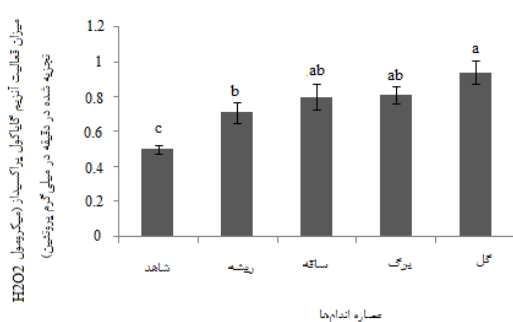 میزان فعالیت آنزیم گایاکول پراکسیداز (میکرومول H2O2
تجزیه شده در دقیقه در میلی گرم پروتئین)
1.2
1
0.8
0.6
0.4
0.2
0
c
b
ab
ab
a
شاهد
ریشه
ساقه
برگ
گل
عصاره اندام‌ها